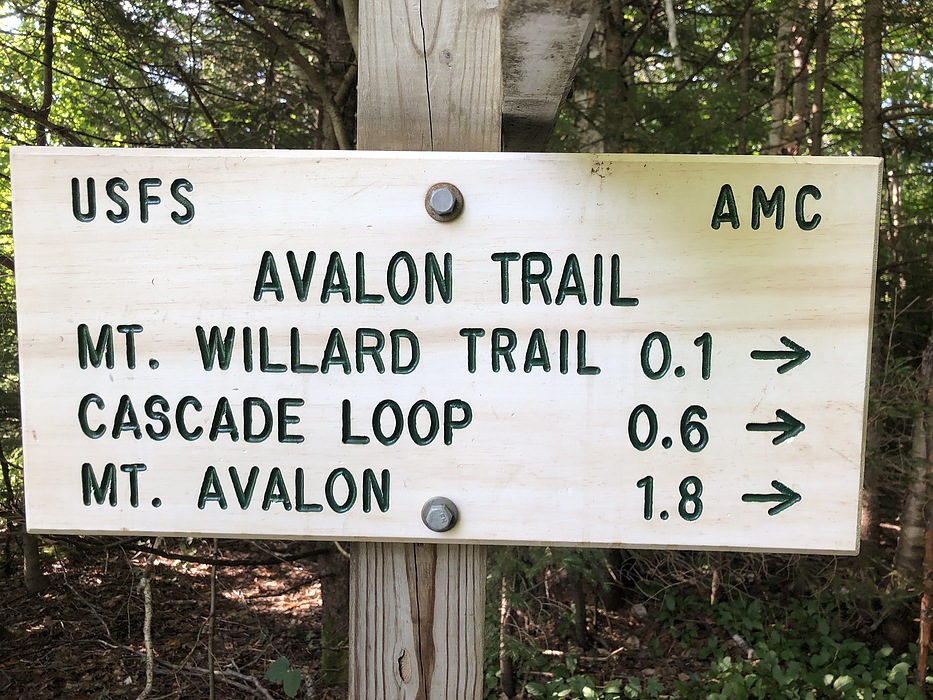 USFS AMC
AVALON TRAIL
MT. WILLARD TRAIL 0.1 →
CASCADE LOOP 0.6 →
MT. AVALON 1.8 →